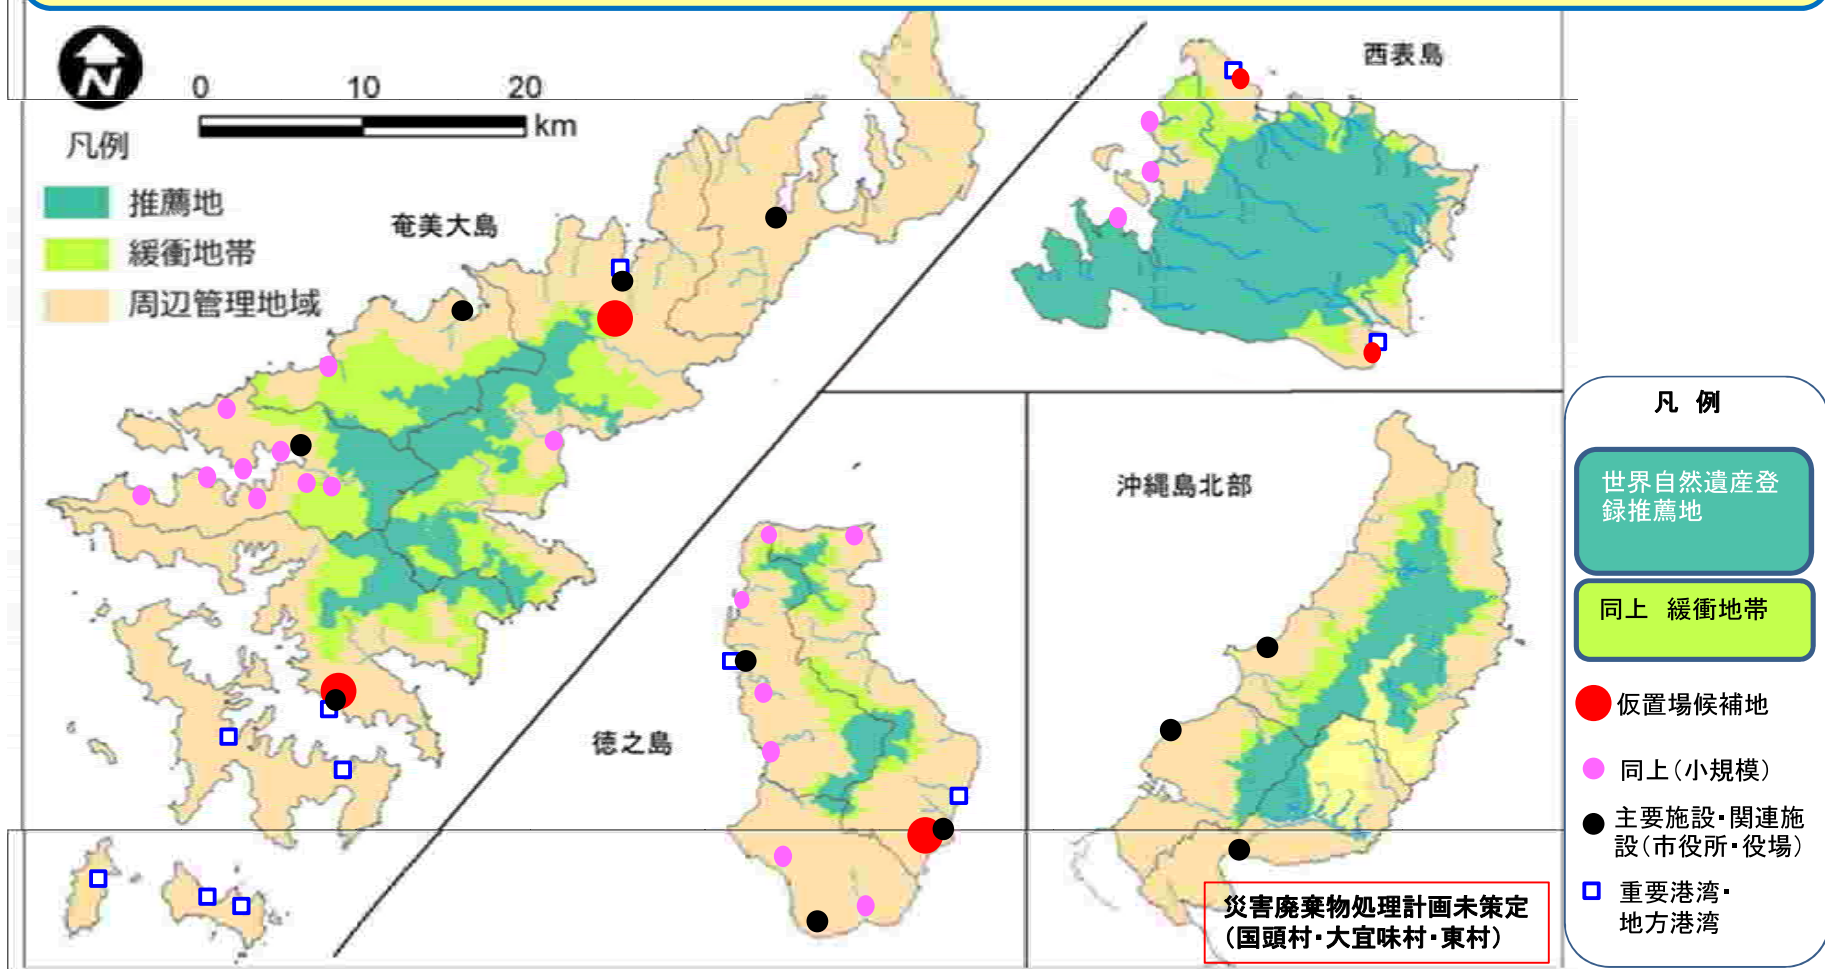 N
0 10 20
km
凡例
推薦地
緩衝地帯
周辺管理地域
奄美大島
西表島
徳之島
沖縄島北部
災害廃棄物処理計画未策定
（国頭村・大宜味村・東村）
凡 例
世界自然遺産登
録推薦地
同上 緩衝地帯
仮置場候補地
同上（小規模）
主要施設・関連施
設（市役所・役場）
重要港湾・
地方港湾